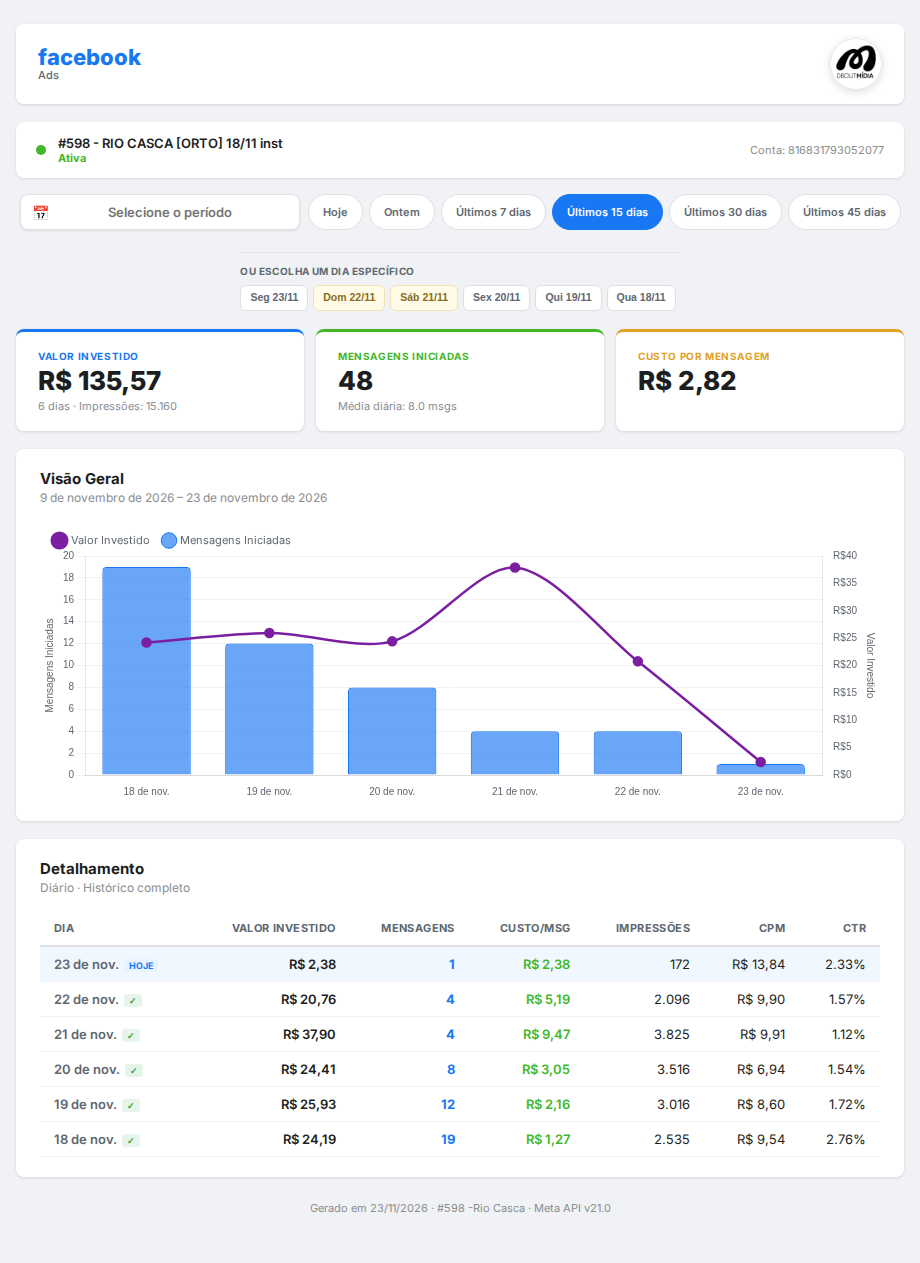 facebook
Ads
DBOUTMÍDIA
#598 - RIO CASCA [ORTO] 18/11 inst
Ativa
Conta: 816831793052077
Selecione o período
Hoje
Ontem
Últimos 7 dias
Últimos 15 dias
Últimos 30 dias
Últimos 45 dias
OU ESCOLHA UM DIA ESPECÍFICO
Seg 23/11
Dom 22/11
Sáb 21/11
Sex 20/11
Qui 19/11
Qua 18/11
VALOR INVESTIDO
R$ 135,57
6 dias · Impressões: 15.160
MENSAGENS INICIADAS
48
Média diária: 8.0 msgs
CUSTO POR MENSAGEM
R$ 2,82
Visão Geral
9 de novembro de 2026 – 23 de novembro de 2026
Valor Investido Mensagens Iniciadas
20 R$40
18 R$35
16 R$30
14 R$25
12 R$20
10 R$15
8 R$10
6 R$5
4 R$0
2
0
Mensagens Iniciadas
Valor Investido
18 de nov. 19 de nov. 20 de nov. 21 de nov. 22 de nov. 23 de nov.
Detalhamento
Diário · Histórico completo
DIA VALOR INVESTIDO MENSAGENS CUSTO/MSG IMPRESSÕES CPM CTR
23 de nov. HOJE R$ 2,38 1 R$ 2,38 172 R$ 13,84 2.33%
22 de nov. ✓ R$ 20,76 4 R$ 5,19 2.096 R$ 9,90 1.57%
21 de nov. ✓ R$ 37,90 4 R$ 9,47 3.825 R$ 9,91 1.12%
20 de nov. ✓ R$ 24,41 8 R$ 3,05 3.516 R$ 6,94 1.54%
19 de nov. ✓ R$ 25,93 12 R$ 2,16 3.016 R$ 8,60 1.72%
18 de nov. ✓ R$ 24,19 19 R$ 1,27 2.535 R$ 9,54 2.76%
Gerado em 23/11/2026 · #598 -Rio Casca · Meta API v21.0